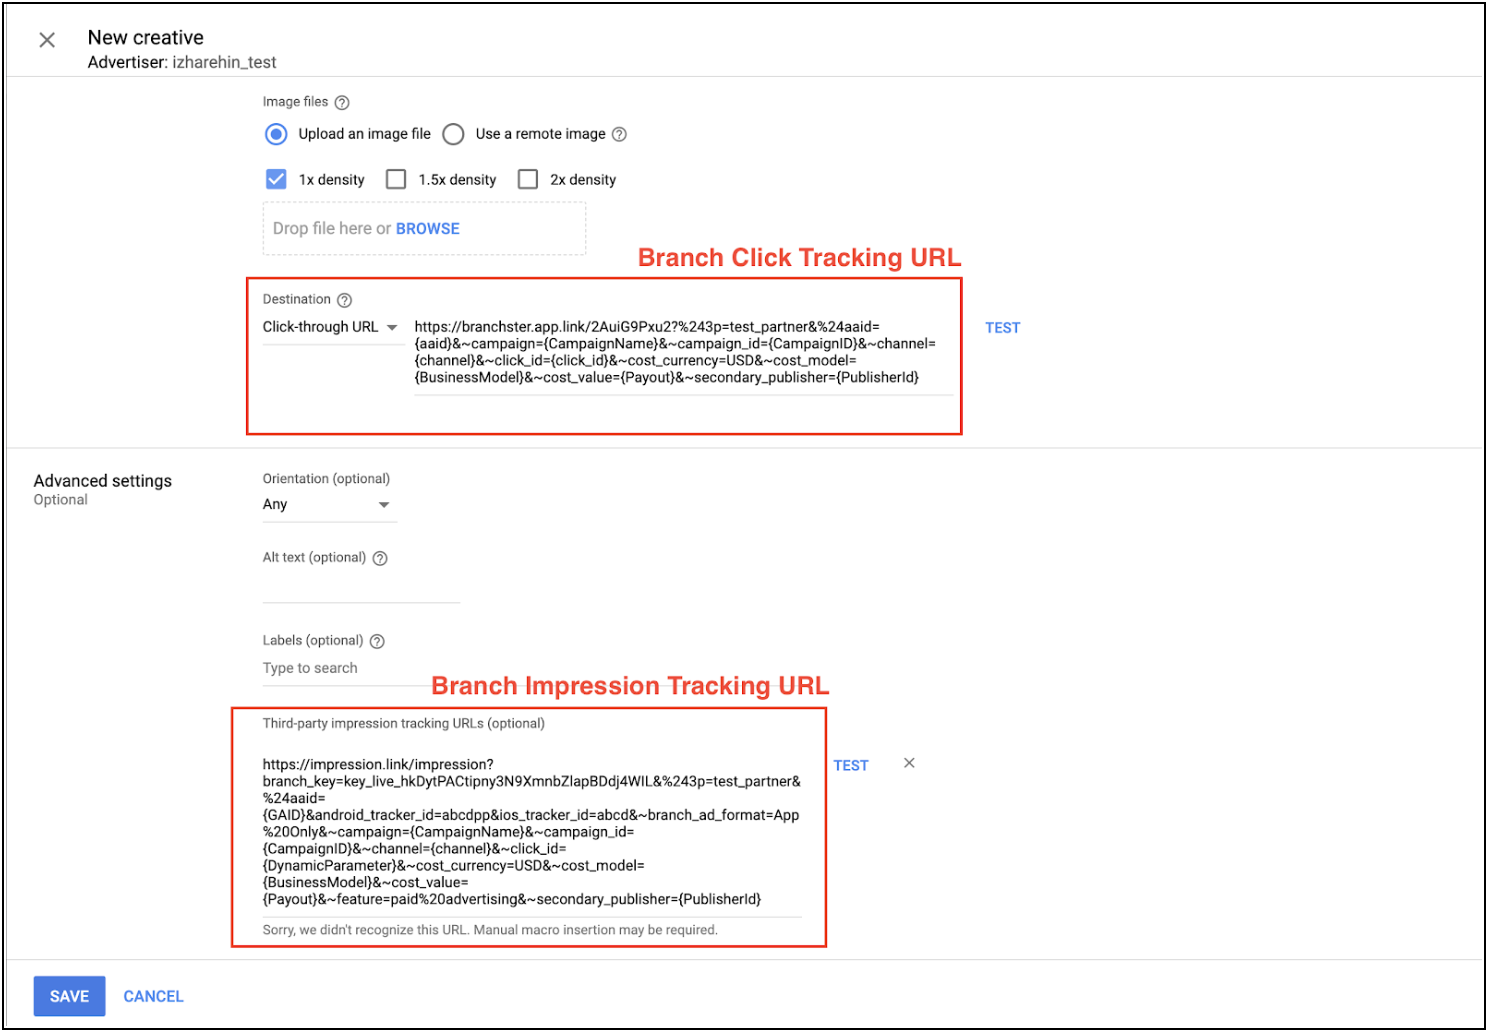 New creative
Advertiser: izharehin_test
Image files
Upload an image file Use a remote image
1x density 1.5x density 2x density
Drop file here or BROWSE
Branch Click Tracking URL
Destination
Click-through URL
https://branchster.app.link/2AuiG9Pxu2?%243p=test_partner&%24aaid=
{aaid}&~campaign={CampaignName}&~campaign_id={CampaignID}&~channel=
{channel}&~click_id={click_id}&~cost_currency=USD&~cost_model=
{BusinessModel}&~cost_value={Payout}&~secondary_publisher={PublisherId}
TEST
Advanced settings
Optional
Orientation (optional)
Any
Alt text (optional)
Labels (optional)
Type to search
Branch Impression Tracking URL
Third-party impression tracking URLs (optional)
https://impression.link/impression?
branch_key=key_live_hkDytPACtipny3N9XmnbZlapBDdj4WIL&%243p=test_partner&
%24aaid=
{GAID}&android_tracker_id=abcdpp&ios_tracker_id=abcd&~branch_ad_format=App
%20Only&~campaign={CampaignName}&~campaign_id=
{CampaignID}&~channel={channel}&~click_id=
{DynamicParameter}&~cost_currency=USD&~cost_model=
{BusinessModel}&~cost_value=
{Payout}&~feature=paid%20advertising&~secondary_publisher={PublisherId}
TEST
Sorry, we didn't recognize this URL. Manual macro insertion may be required.
SAVE CANCEL